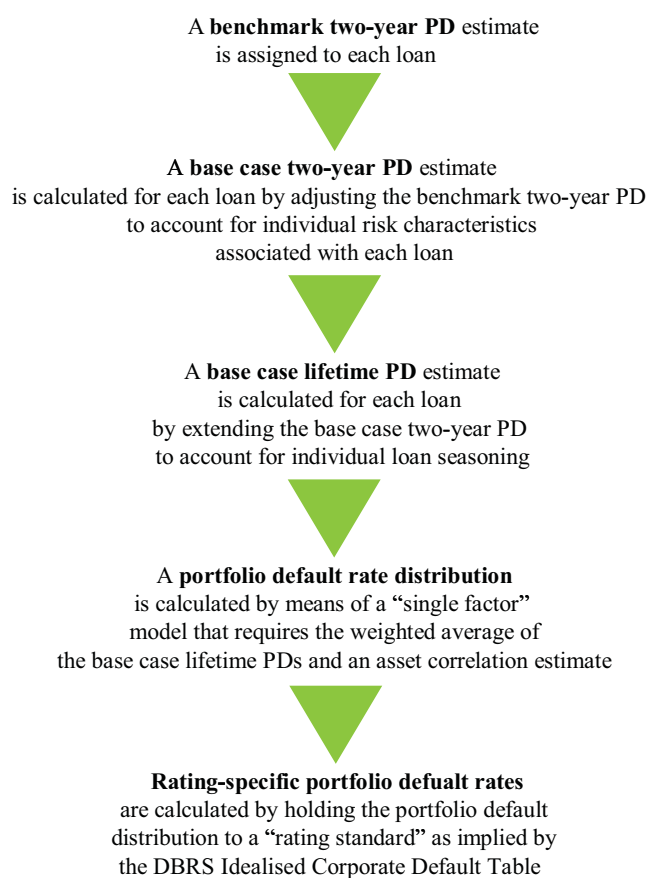 A benchmark two-year PD estimate
is assigned to each loan
A base case two-year PD estimate
is calculated for each loan by adjusting the benchmark two-year PD
to account for individual risk characteristics
associated with each loan
A base case lifetime PD estimate
is calculated for each loan
by extending the base case two-year PD
to account for individual loan seasoning
A portfolio default rate distribution
is calculated by means of a “single factor”
model that requires the weighted average of
the base case lifetime PDs and an asset correlation estimate
Rating-specific portfolio defualt rates
are calculated by holding the portfolio default
distribution to a “rating standard” as implied by
the DBRS Idealised Corporate Default Table